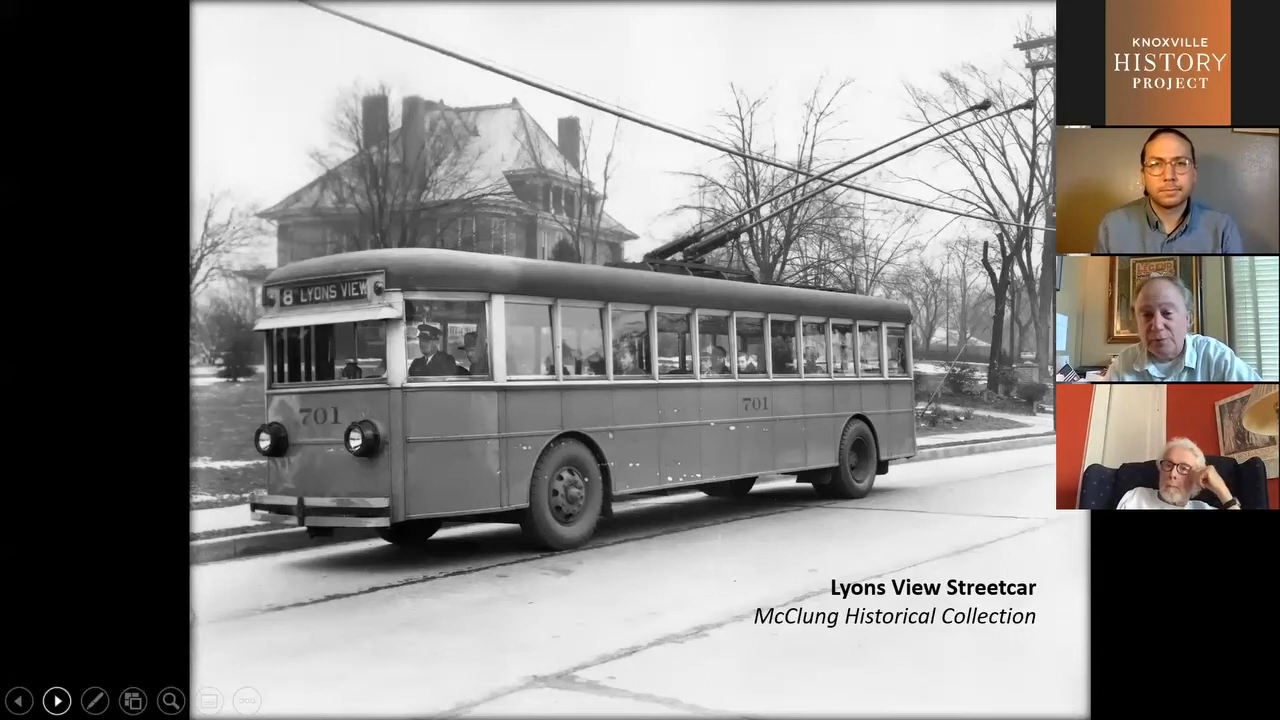 8 LYONS VIEW
701
701
Lyons View Streetcar
McClung Historical Collection
KNOXVILLE
HISTORY
PROJECT